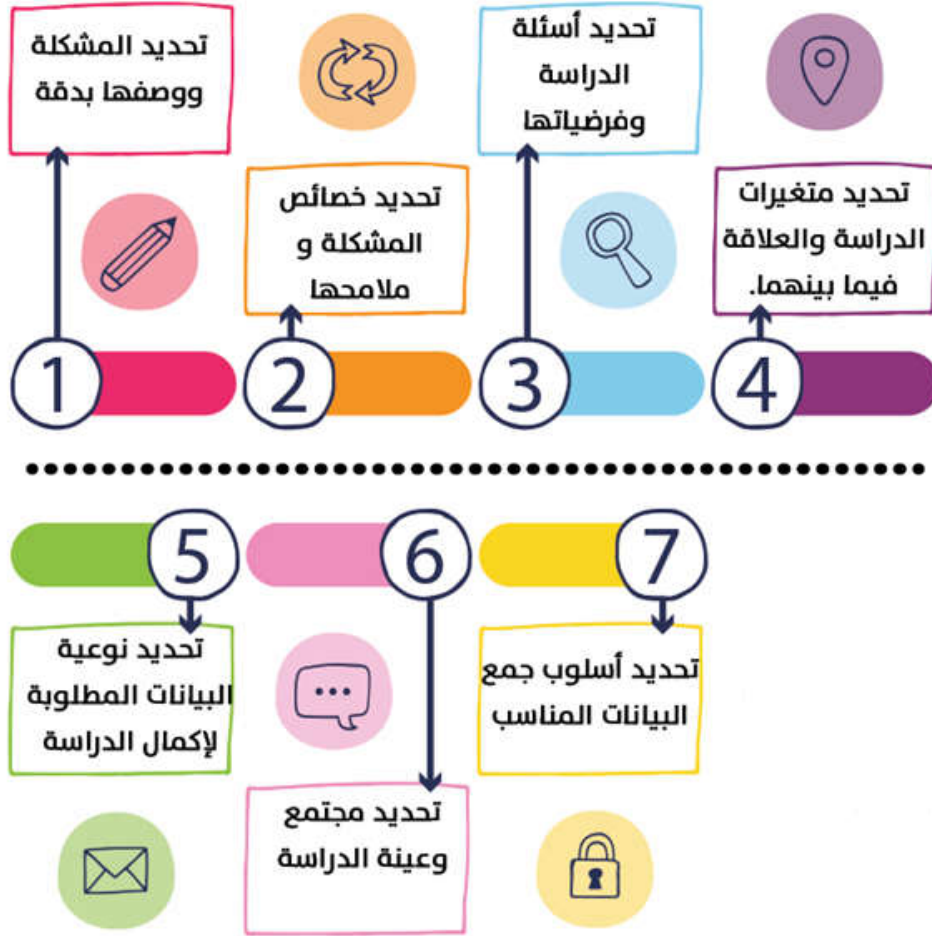 تحديد المشكلة
ووصفها بدقة
1
تحديد خصائص
المشكلة و
ملامحها
2
تحديد أسئلة
الدراسة
وفرضياتها
3
تحديد متغيرات
الدراسة والعلاقة
فيما بينهما.
4
5
تحديد نوعية
البيانات المطلوبة
لإكمال الدراسة
6
تحديد مجتمع
وعينة الدراسة
7
تحديد أسلوب جمع
البيانات المناسب